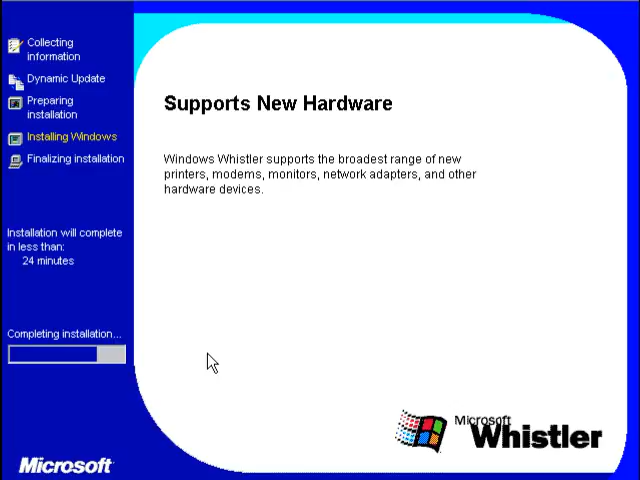 Collecting
information
Dynamic Update
Preparing
installation
Installing Windows
Finalizing installation
Installation will complete
in less than:
24 minutes
Completing installation...
Microsoft
Supports New Hardware
Windows Whistler supports the broadest range of new
printers, modems, monitors, network adapters, and other
hardware devices.
Microsoft
Whistler